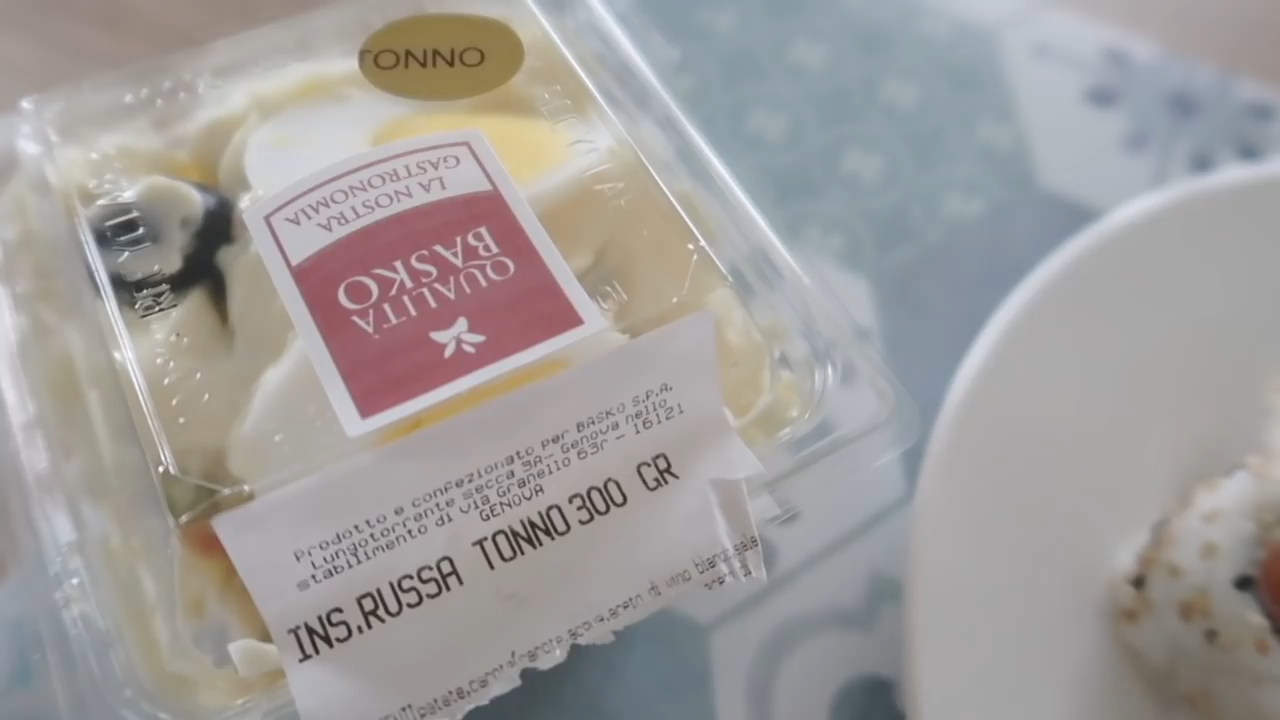 TONNO
LA NOSTRA
GASTRONOMIA
QUALITÀ
BASKO
Prodotto e confezionato per BASKO S.P.A.
Lungotorrente secca 3A- Genova nello
stabilimento di via Granello 63r - 16121
GENOVA
INS.RUSSA TONNO 300 GR
patate,carote,acqua,aceto di vino bianco,sale